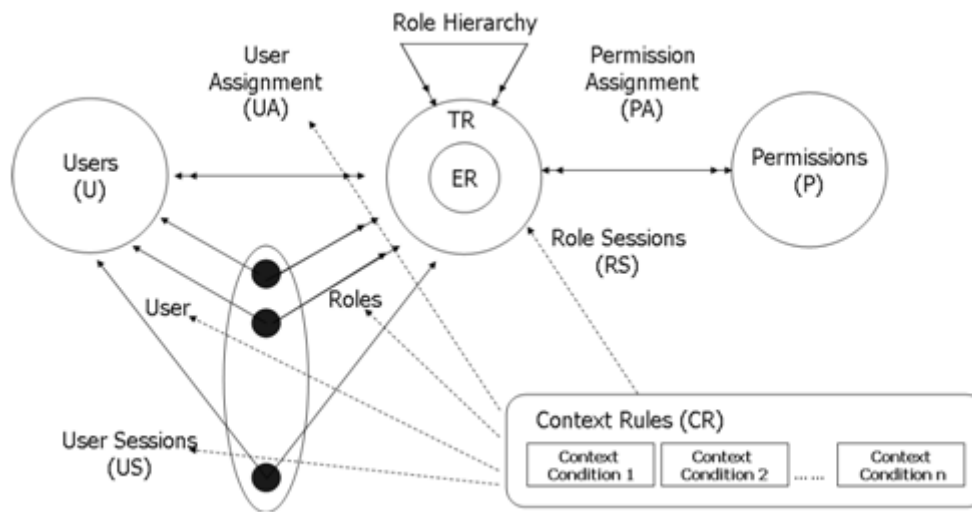 Role Hierarchy
User
Assignment
(UA)
Permission
Assignment
(PA)
TR
ER
Users
(U)
Permissions
(P)
Role Sessions
(RS)
User
Roles
User Sessions
(US)
Context Rules (CR)
Context
Condition 1
Context
Condition 2
... ...
Context
Condition n